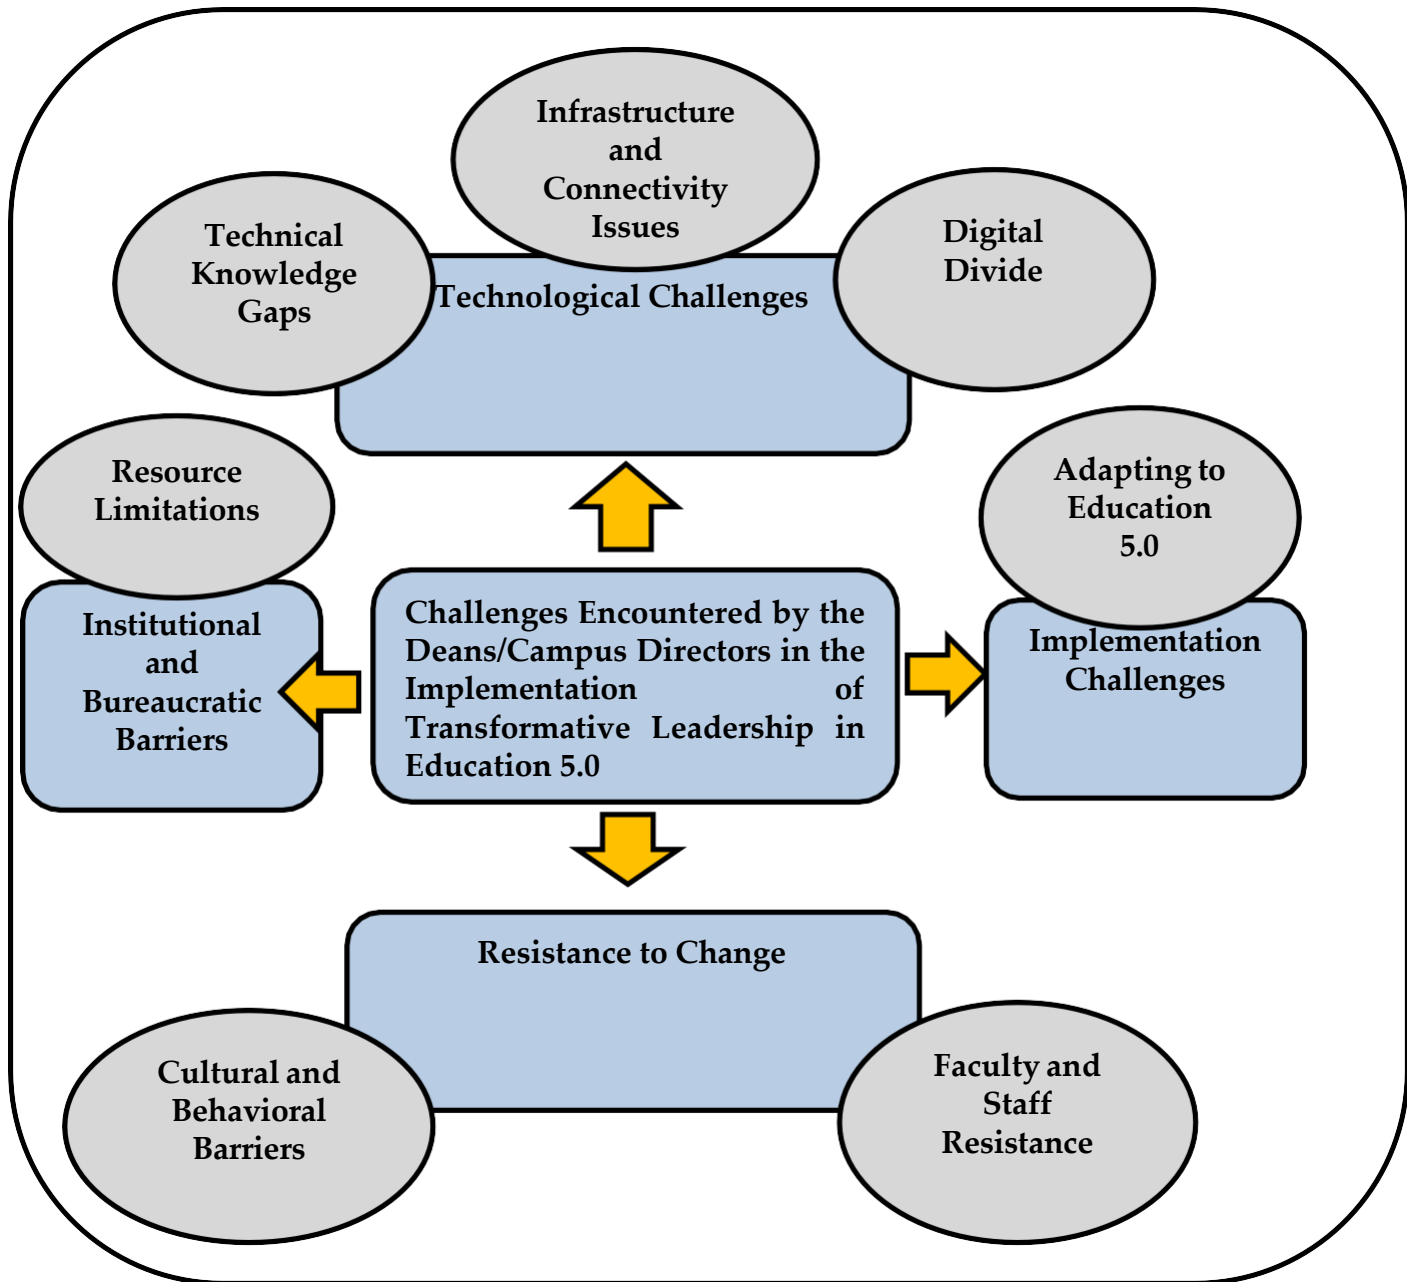 Infrastructure
and
Connectivity
Issues
Technical
Knowledge
Gaps
Digital
Divide
Technological Challenges
Resource
Limitations
Adapting to
Education
5.0
Institutional
and
Bureaucratic
Barriers
Challenges Encountered by the
Deans/Campus Directors in the
Implementation of
Transformative Leadership in
Education 5.0
Implementation
Challenges
Resistance to Change
Cultural and
Behavioral
Barriers
Faculty and
Staff
Resistance